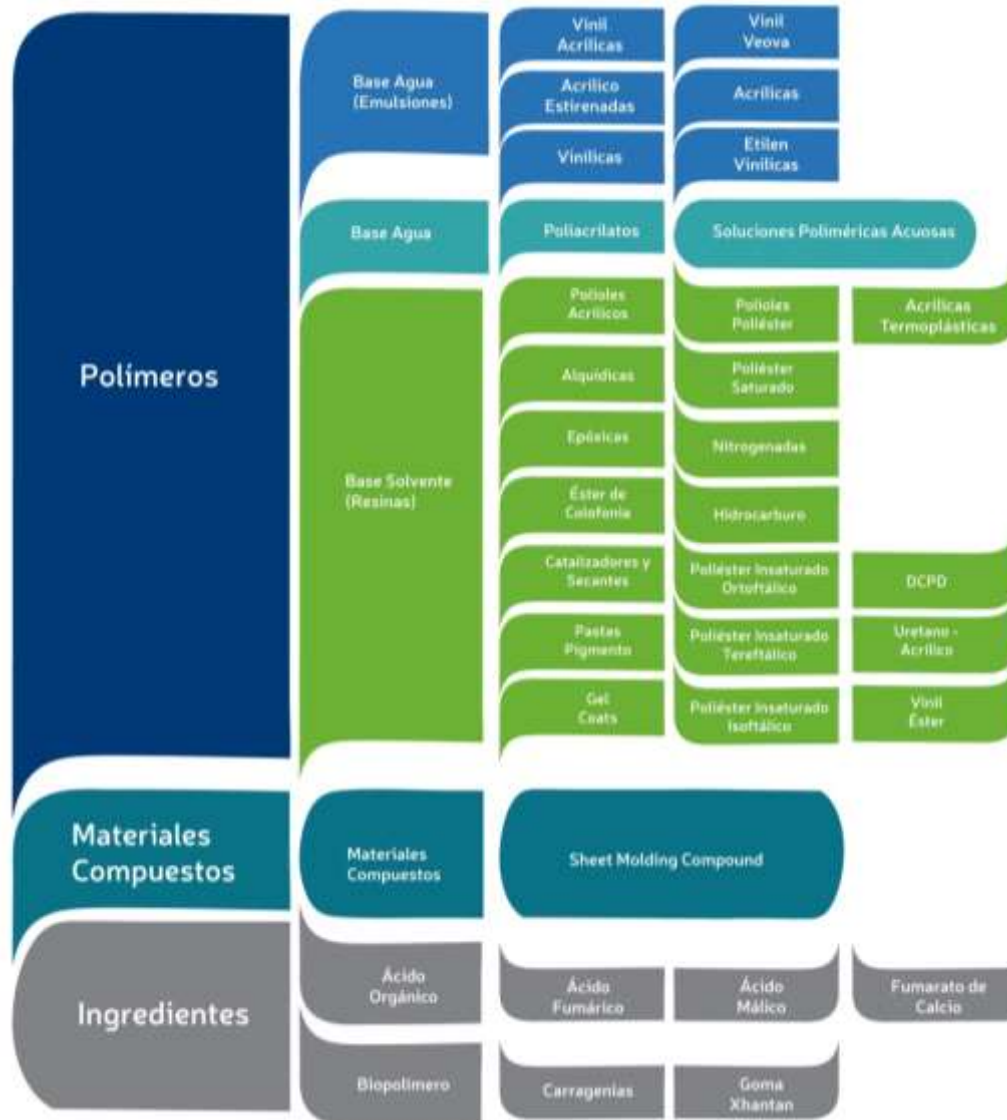 Polímeros
Base Agua
(Emulsiones)
Vinil
Acrílicas
Vinil
Veova
Acrílico
Estirenadas
Acrílicas
Vinílicas
Etilen
Vinílicas
Base Agua
Poliacrilatos
Soluciones Poliméricas Acuosas
Base Solvente
(Resinas)
Polioles
Acrílicos
Polioles
Poliéster
Acrílicas
Termoplásticas
Alquídicas
Poliéster
Saturado
Epóxicas
Nitrogenadas
Éster de
Colofonia
Hidrocarburo
Catalizadores y
Secantes
Poliéster Insaturado
Ortoftálico
DCPD
Pastas
Pigmento
Poliéster Insaturado
Tereftálico
Uretano -
Acrílico
Gel
Coats
Poliéster Insaturado
Isoftálico
Vinil
Éster
Materiales
Compuestos
Materiales
Compuestos
Sheet Molding Compound
Ingredientes
Ácido
Orgánico
Ácido
Fumárico
Ácido
Málico
Fumarato de
Calcio
Biopolímero
Carragenias
Goma
Xhantan